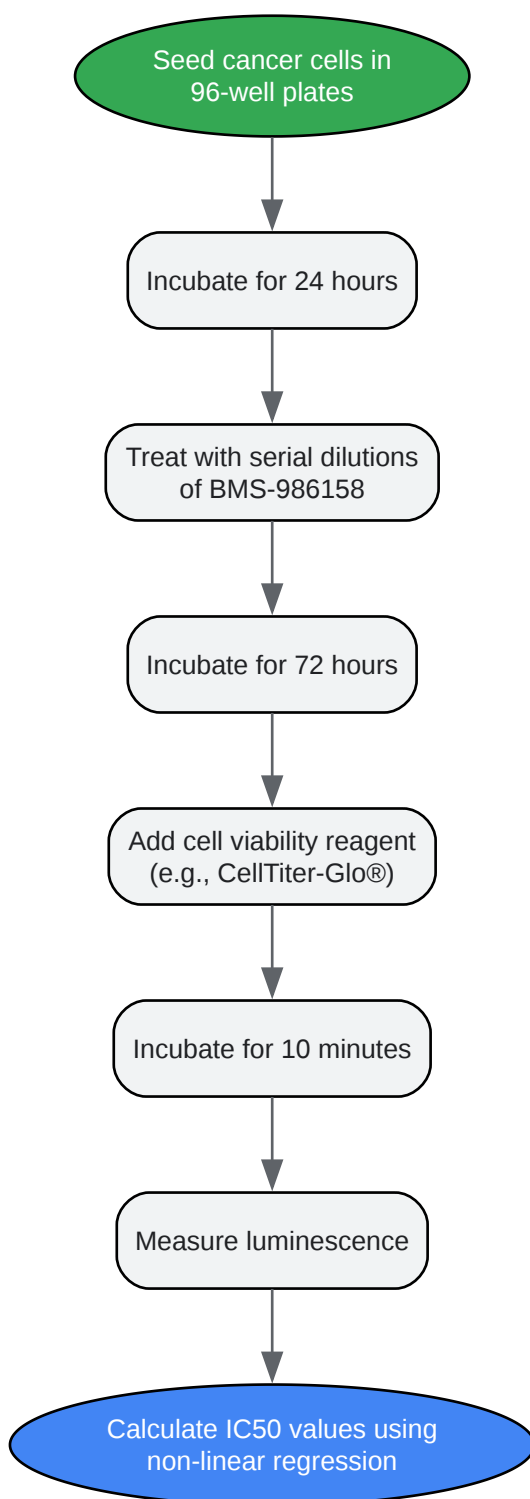 Seed cancer cells in
96-well plates
Incubate for 24 hours
Treat with serial dilutions
of BMS-986158
Incubate for 72 hours
Add cell viability reagent
(e.g., CellTiter-Glo®)
Incubate for 10 minutes
Measure luminescence
Calculate IC50 values using
non-linear regression